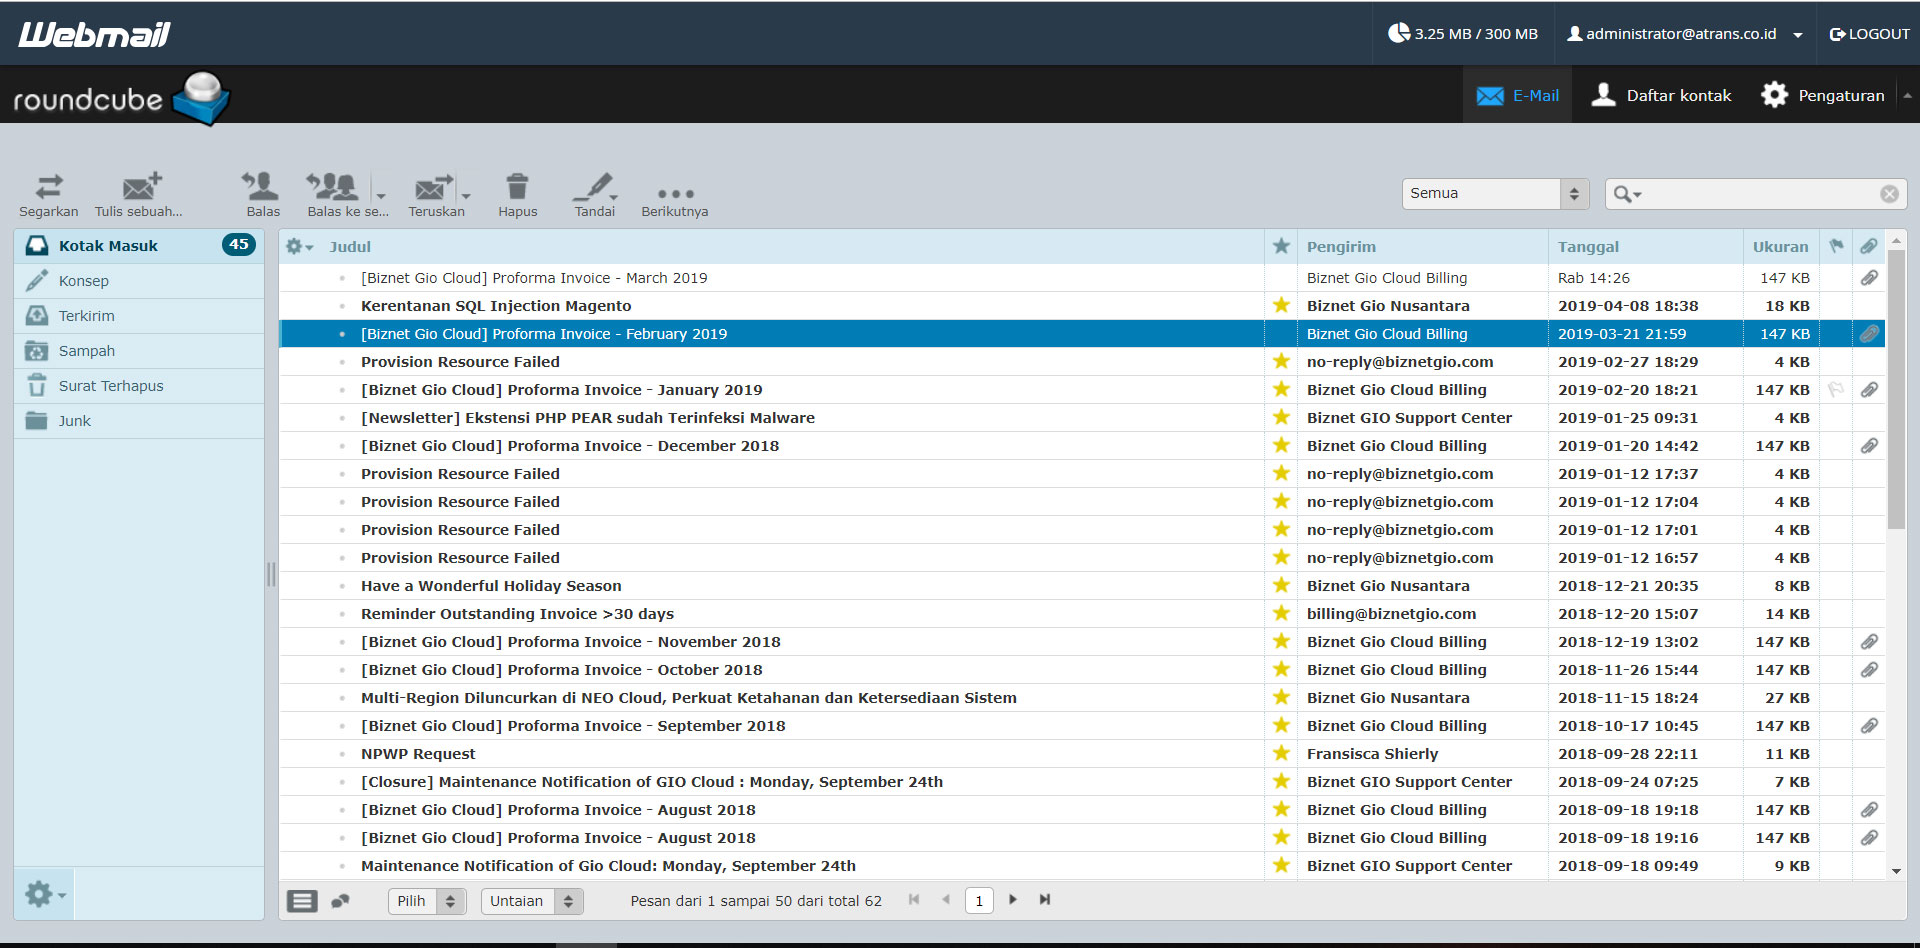 Webmail 3.25 MB / 300 MB administrator@atrans.co.id LOGOUT
roundcube E-Mail Daftar kontak Pengaturan
Segarkan Tulis sebuah... Balas Balas ke se... Teruskan Hapus Tandai Berikutnya Semua
Kotak Masuk 45
Konsep
Terkirim
Sampah
Surat Terhapus
Junk
Judul Pengirim Tanggal Ukuran
[Biznet Gio Cloud] Proforma Invoice - March 2019 Biznet Gio Cloud Billing Rab 14:26 147 KB
Kerentanan SQL Injection Magento Biznet Gio Nusantara 2019-04-08 18:38 18 KB
[Biznet Gio Cloud] Proforma Invoice - February 2019 Biznet Gio Cloud Billing 2019-03-21 21:59 147 KB
Provision Resource Failed no-reply@biznetgio.com 2019-02-27 18:29 4 KB
[Biznet Gio Cloud] Proforma Invoice - January 2019 Biznet Gio Cloud Billing 2019-02-20 18:21 147 KB
[Newsletter] Ekstensi PHP PEAR sudah Terinfeksi Malware Biznet GIO Support Center 2019-01-25 09:31 4 KB
[Biznet Gio Cloud] Proforma Invoice - December 2018 Biznet Gio Cloud Billing 2019-01-20 14:42 147 KB
Provision Resource Failed no-reply@biznetgio.com 2019-01-12 17:37 4 KB
Provision Resource Failed no-reply@biznetgio.com 2019-01-12 17:04 4 KB
Provision Resource Failed no-reply@biznetgio.com 2019-01-12 17:01 4 KB
Provision Resource Failed no-reply@biznetgio.com 2019-01-12 16:57 4 KB
Have a Wonderful Holiday Season Biznet Gio Nusantara 2018-12-21 20:35 8 KB
Reminder Outstanding Invoice >30 days billing@biznetgio.com 2018-12-20 15:07 14 KB
[Biznet Gio Cloud] Proforma Invoice - November 2018 Biznet Gio Cloud Billing 2018-12-19 13:02 147 KB
[Biznet Gio Cloud] Proforma Invoice - October 2018 Biznet Gio Cloud Billing 2018-11-26 15:44 147 KB
Multi-Region Diluncurkan di NEO Cloud, Perkuat Ketahanan dan Ketersediaan Sistem Biznet Gio Nusantara 2018-11-15 18:24 27 KB
[Biznet Gio Cloud] Proforma Invoice - September 2018 Biznet Gio Cloud Billing 2018-10-17 10:45 147 KB
NPWP Request Fransisca Shierly 2018-09-28 22:11 11 KB
[Closure] Maintenance Notification of GIO Cloud : Monday, September 24th Biznet GIO Support Center 2018-09-24 07:25 7 KB
[Biznet Gio Cloud] Proforma Invoice - August 2018 Biznet Gio Cloud Billing 2018-09-18 19:18 147 KB
[Biznet Gio Cloud] Proforma Invoice - August 2018 Biznet Gio Cloud Billing 2018-09-18 19:16 147 KB
Maintenance Notification of Gio Cloud: Monday, September 24th Biznet GIO Support Center 2018-09-18 09:49 9 KB
Pilih Untaian Pesan dari 1 sampai 50 dari total 62 1